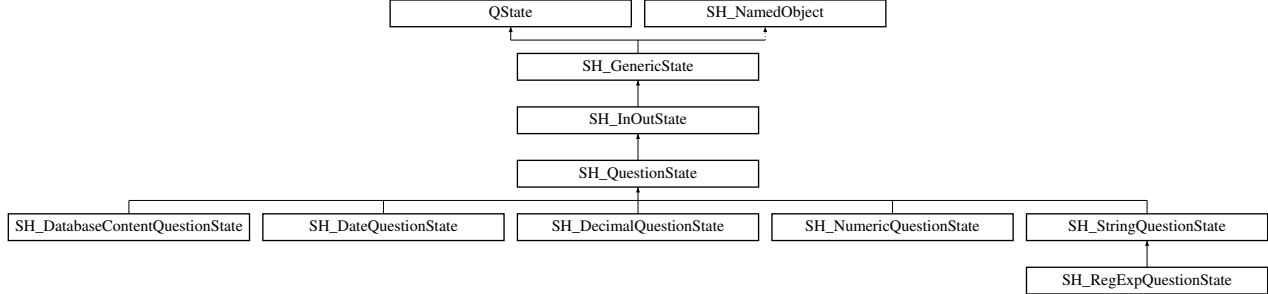 QState
SH_NamedObject
SH_GenericState
SH_InOutState
SH_QuestionState
SH_DatabaseContentQuestionState
SH_DateQuestionState
SH_DecimalQuestionState
SH_NumericQuestionState
SH_StringQuestionState
SH_RegExpQuestionState